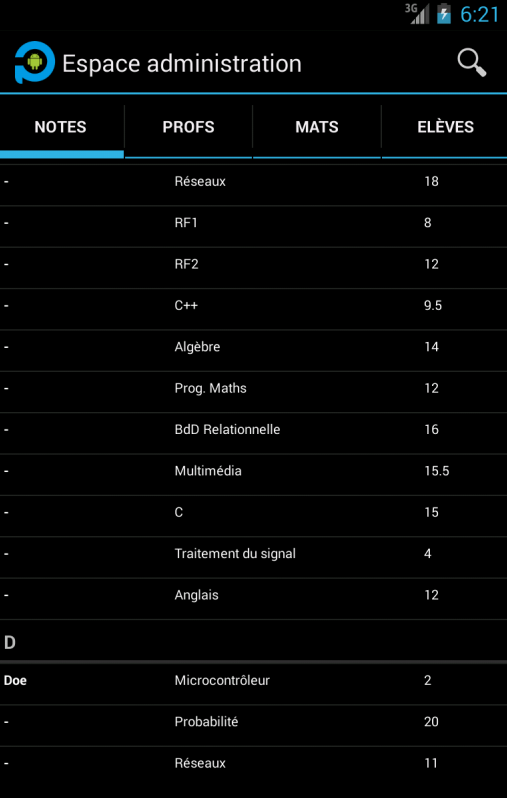 3G 6:21
Espace administration
NOTES PROFS MATS ELÈVES
- Réseaux 18
- RF1 8
- RF2 12
- C++ 9.5
- Algèbre 14
- Prog. Maths 12
- BdD Relationnelle 16
- Multimédia 15.5
- C 15
- Traitement du signal 4
- Anglais 12
D
Doe Microcontrôleur 2
- Probabilité 20
- Réseaux 11